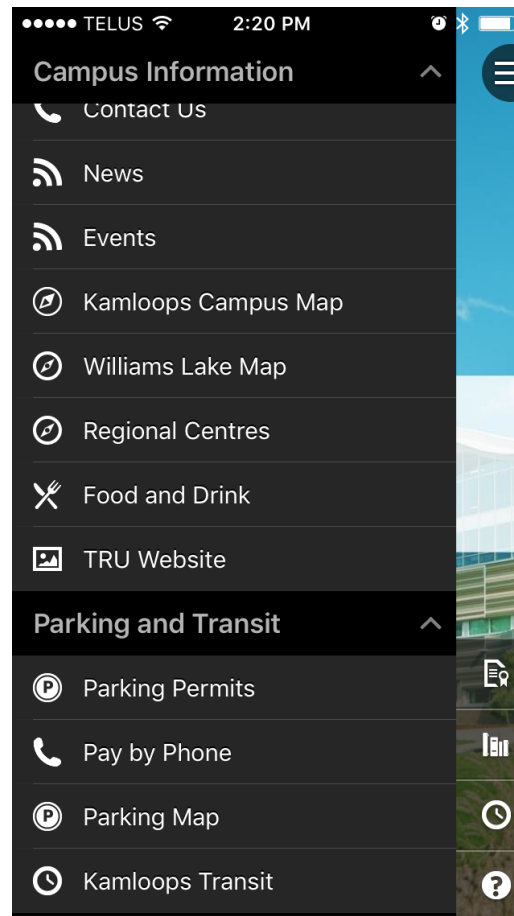 TELUS 2:20 PM
Campus Information
Contact Us
News
Events
Kamloops Campus Map
Williams Lake Map
Regional Centres
Food and Drink
TRU Website
Parking and Transit
P Parking Permits
Pay by Phone
P Parking Map
Kamloops Transit
?